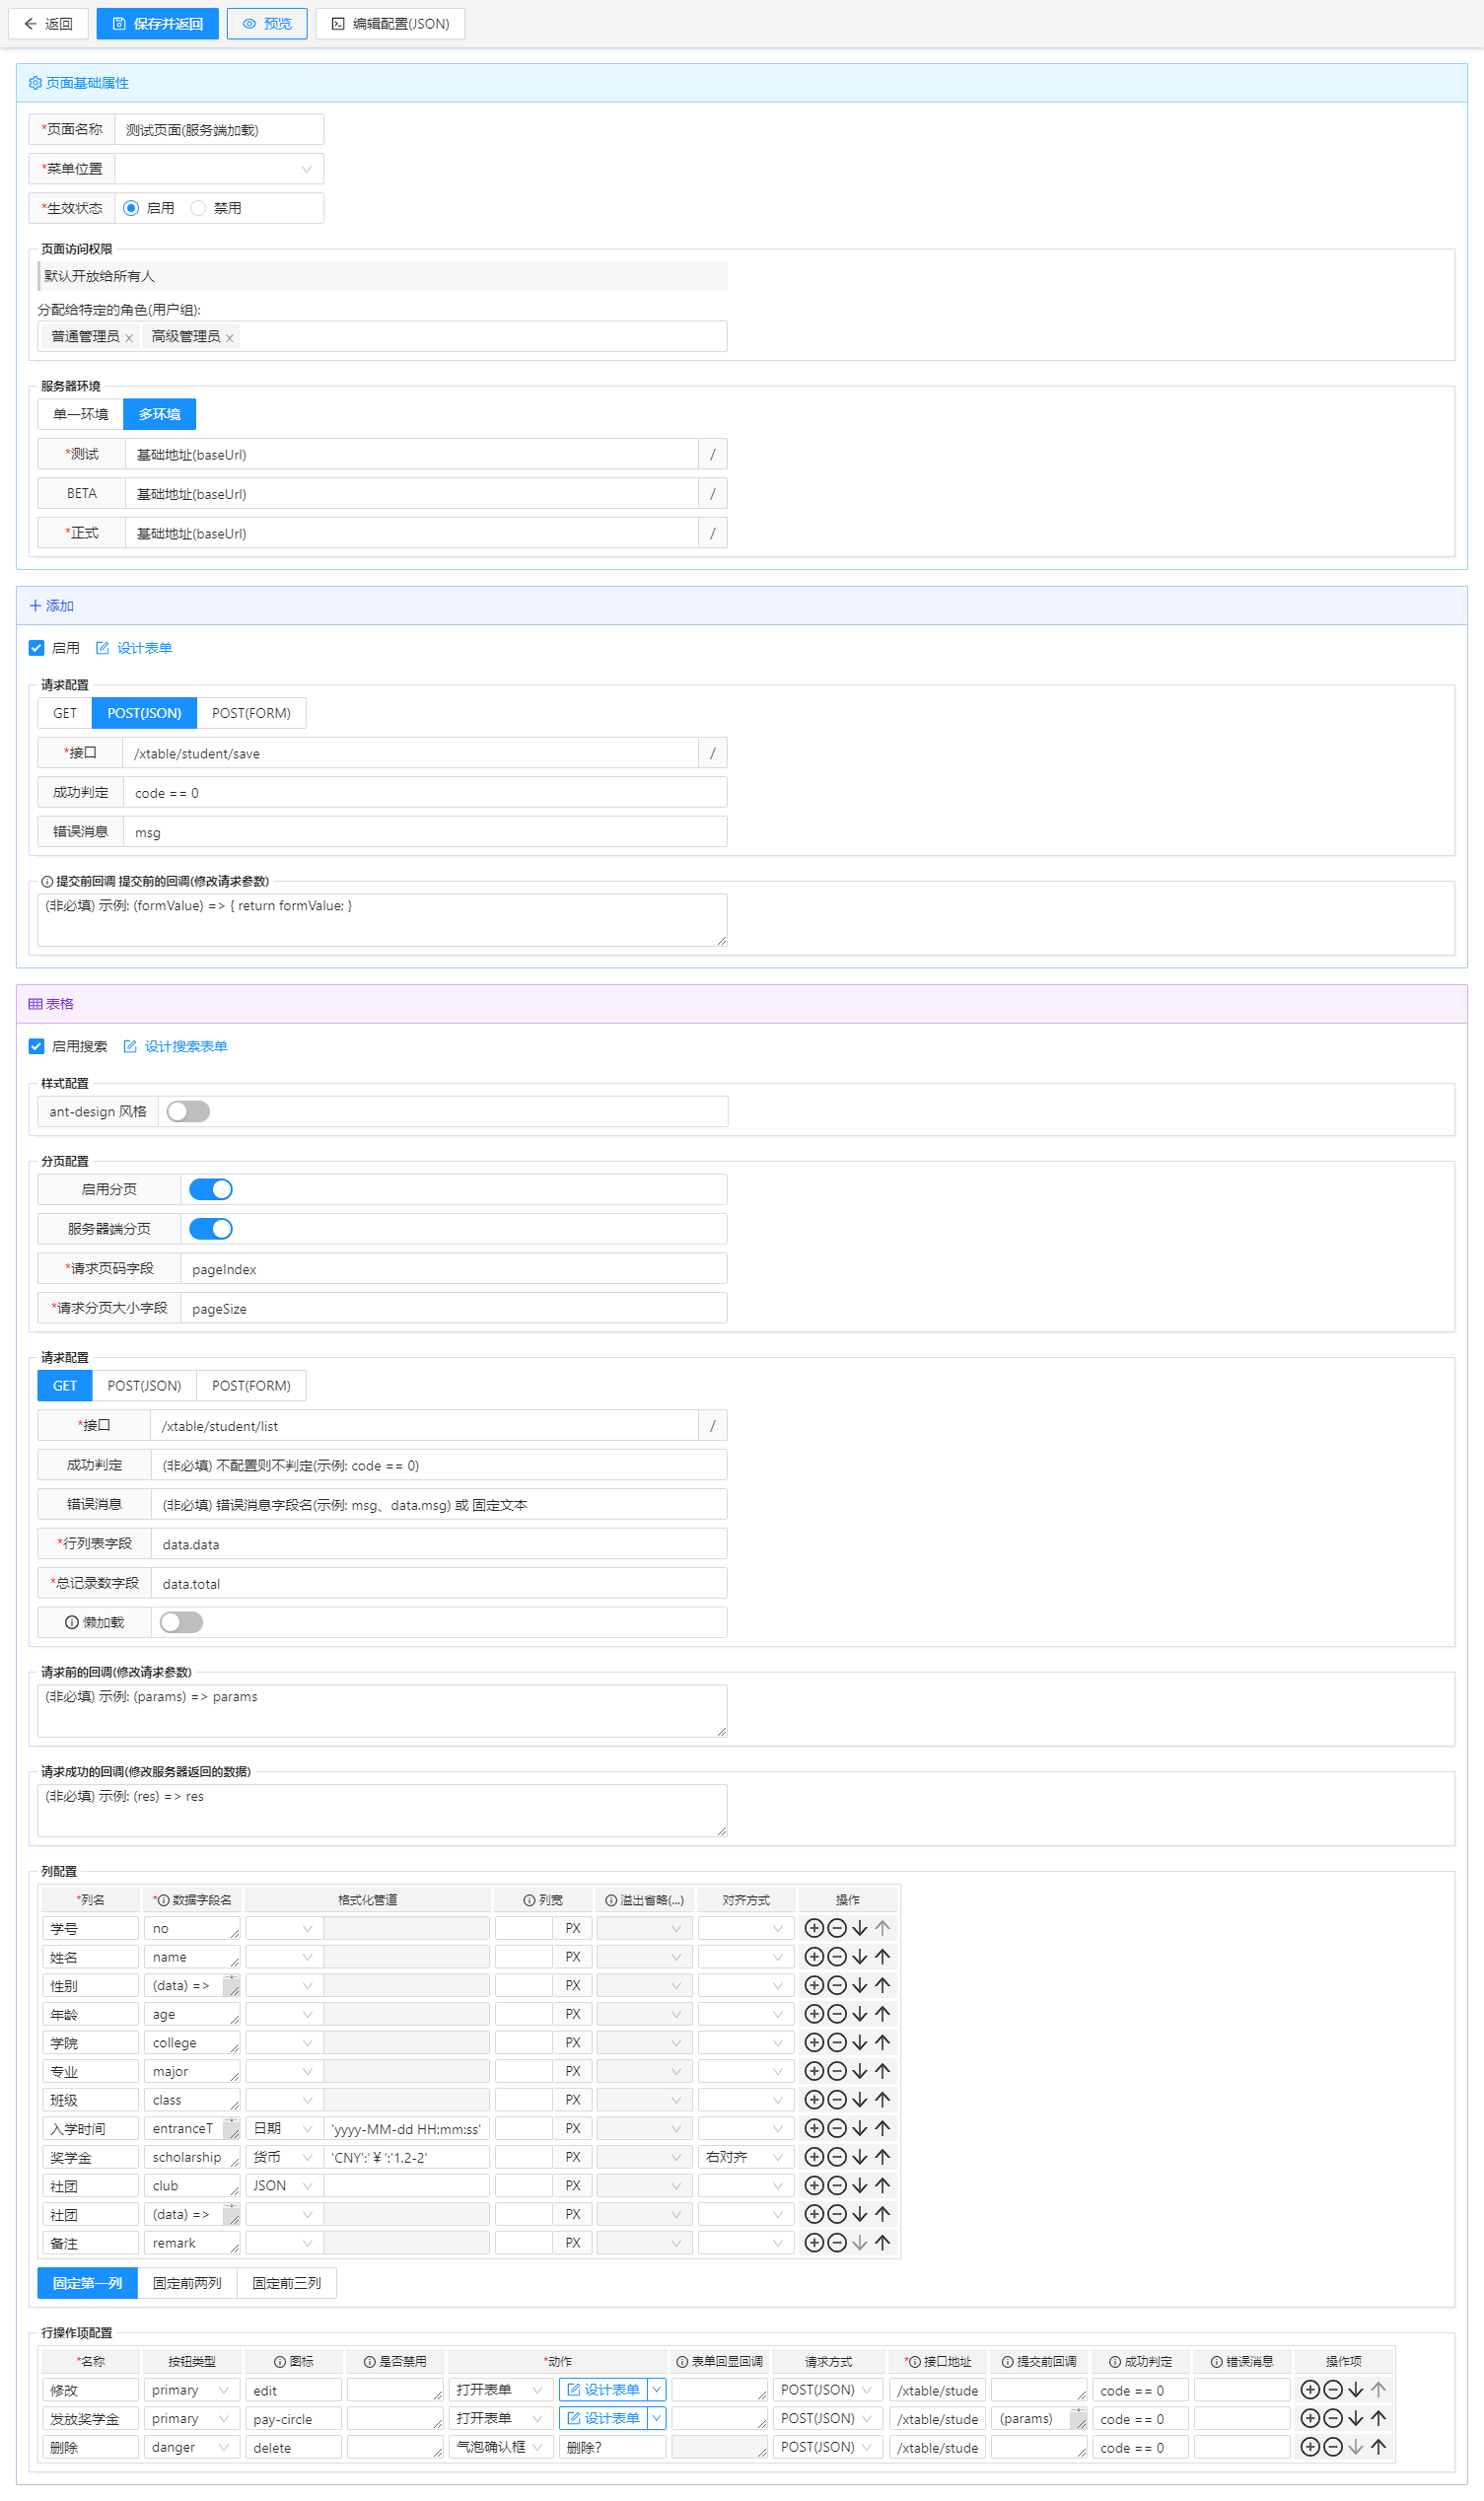 返回 保存并返回 预览 编辑配置(JSON)
页面基础属性
*页面名称 测试页面(服务端加载)
*菜单位置
*生效状态 启用 禁用
页面访问权限
默认开放给所有人
分配给特定的角色(用户组):
普通管理员 x 高级管理员 x
服务器环境
单一环境 多环境
*测试 基础地址(baseUrl) /
BETA 基础地址(baseUrl) /
*正式 基础地址(baseUrl) /
添加
启用 设计表单
请求配置
GET POST(JSON) POST(FORM)
*接口 /xtable/student/save /
成功判定 code == 0
错误消息 msg
提交前回调 提交前的回调(修改请求参数)
(非必填) 示例: (formValue) => { return formValue; }
表格
启用搜索 设计搜索表单
样式配置
ant-design 风格
分页配置
启用分页
服务器端分页
*请求页码字段 pageIndex
*请求分页大小字段 pageSize
请求配置
GET POST(JSON) POST(FORM)
*接口 /xtable/student/list /
成功判定 (非必填) 不配置则不判定(示例: code == 0)
错误消息 (非必填) 错误消息字段名(示例: msg、data.msg) 或 固定文本
*行列表字段 data.data
*总记录数字段 data.total
懒加载
请求前的回调(修改请求参数)
(非必填) 示例: (params) => params
请求成功的回调(修改服务器返回的数据)
(非必填) 示例: (res) => res
列配置
*列名 *数据字段名 格式化管道 列宽 溢出省略(...) 对齐方式 操作
学号 no PX
姓名 name PX
性别 (data) => PX
年龄 age PX
学院 college PX
专业 major PX
班级 class PX
入学时间 entranceT 日期 'yyyy-MM-dd HH:mm:ss' PX
奖学金 scholarship 货币 'CNY':'￥':'1.2-2' PX 右对齐
社团 club JSON PX
社团 (data) => PX
备注 remark PX
固定第一列 固定前两列 固定前三列
行操作项配置
*名称 按钮类型 图标 是否禁用 *动作 表单回显回调 请求方式 *接口地址 提交前回调 成功判定 错误消息 操作项
修改 primary edit 打开表单 设计表单 POST(JSON) /xtable/stude code == 0
发放奖学金 primary pay-circle 打开表单 设计表单 POST(JSON) /xtable/stude (params) code == 0
删除 danger delete 气泡确认框 删除? POST(JSON) /xtable/stude code == 0